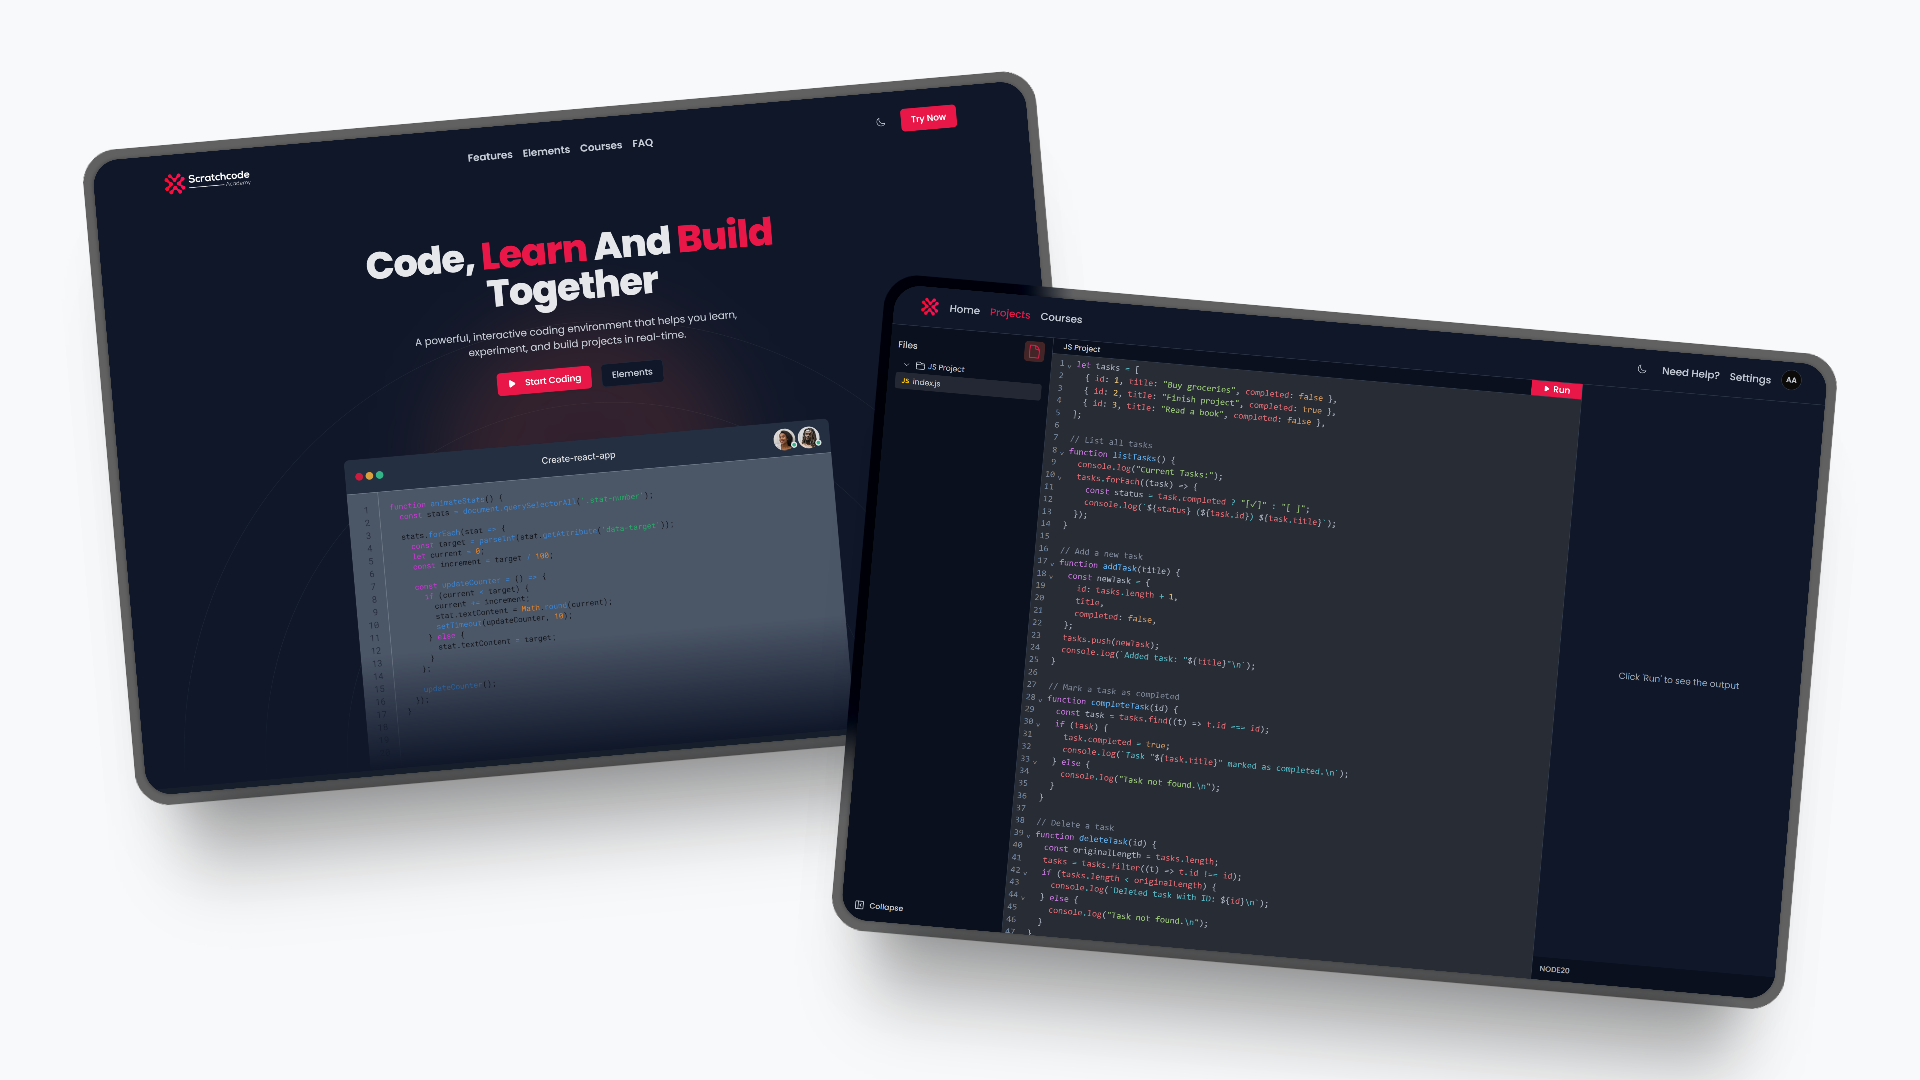 Scratchcode
Academy
Features Elements Courses FAQ
Try Now
Code, Learn And Build
Together
A powerful, interactive coding environment that helps you learn,
experiment, and build projects in real-time.
Start Coding
Elements
Create-react-app
1 function animateStats() {
2 const stats = document.querySelectorAll('.stat-number');
3
4 stats.forEach(stat => {
5 const target = parseInt(stat.getAttribute('data-target'));
6 let current = 0;
7 const increment = target / 100;
8
9 const updateCounter = () => {
10 if (current < target) {
11 current += increment;
12 stat.textContent = Math.round(current);
13 setTimeout(updateCounter, 10);
14 } else {
15 stat.textContent = target;
16 }
17 };
updateCounter();
});
}
Home Projects Courses
Need Help? Settings AA
Files
JS Project
JS index.js
Collapse
JS Project
Run
1 let tasks = [
2 { id: 1, title: "Buy groceries", completed: false },
3 { id: 2, title: "Finish project", completed: true },
4 { id: 3, title: "Read a book", completed: false },
5 ];
6
7 // List all tasks
8 function listTasks() {
9 console.log("Current Tasks:");
10 tasks.forEach((task) => {
11 const status = task.completed ? "[✓]" : "[ ]";
12 console.log(`${status} (${task.id}) ${task.title}`);
13 });
14 }
15
16 // Add a new task
17 function addTask(title) {
18 const newTask = {
19 id: tasks.length + 1,
20 title,
21 completed: false,
22 };
23 tasks.push(newTask);
24 console.log(`Added task: "${title}"\n`);
25 }
26
27 // Mark a task as completed
28 function completeTask(id) {
29 const task = tasks.find((t) => t.id === id);
30 if (task) {
31 task.completed = true;
32 console.log(`Task "${task.title}" marked as completed.\n`);
33 } else {
34 console.log("Task not found.\n");
35 }
36 }
37
38 // Delete a task
39 function deleteTask(id) {
40 const originalLength = tasks.length;
41 tasks = tasks.filter((t) => t.id !== id);
42 if (tasks.length < originalLength) {
43 console.log(`Deleted task with ID: ${id}\n`);
44 } else {
45 console.log("Task not found.\n");
46 }
47 }
Click 'Run' to see the output
NODE20